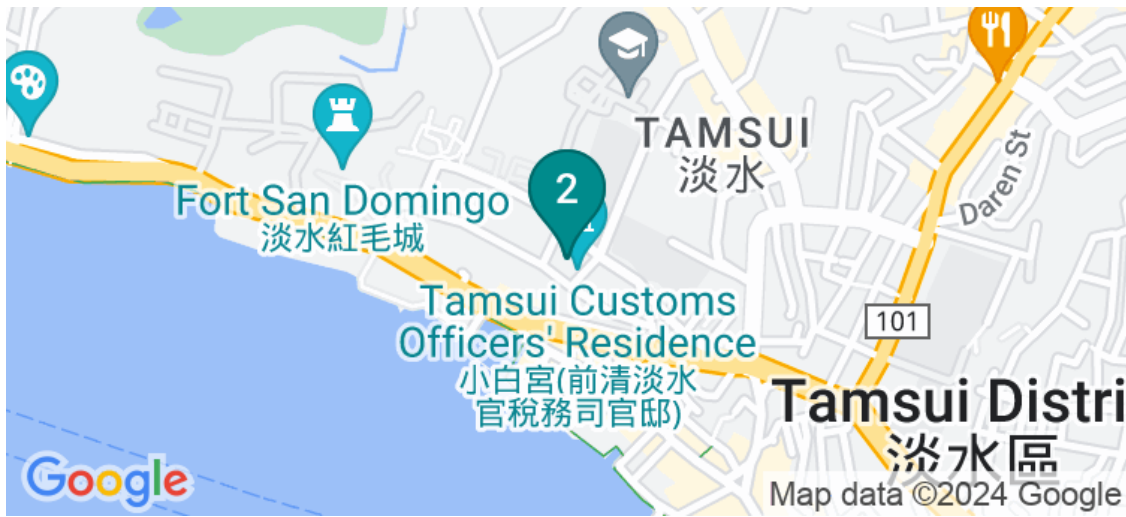 TAMSUI
淡水
Daren St
2
Fort San Domingo
淡水紅毛城
Tamsui Customs
Officers' Residence
小白宮(前清淡水
官稅務司官邸)
101
Tamsui Distri
淡水區
Google
Map data ©2024 Google